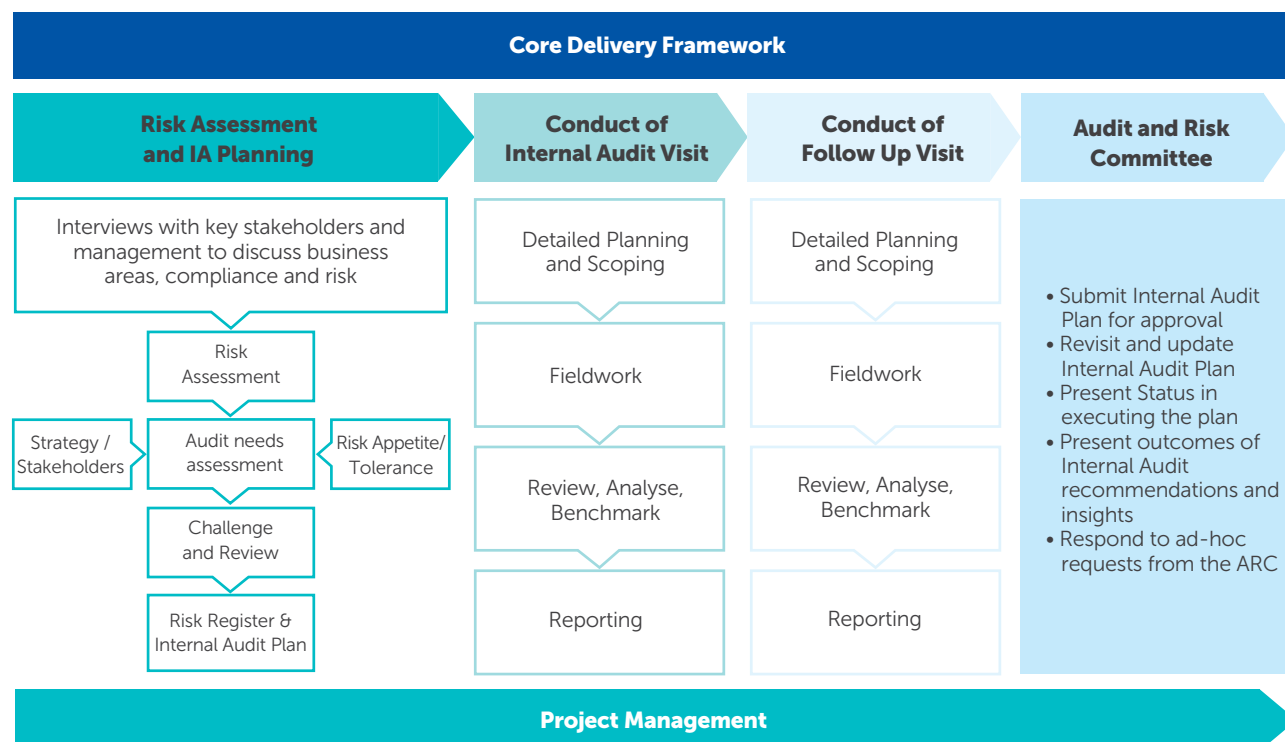 Core Delivery Framework
Risk Assessment
and IA Planning
Interviews with key stakeholders and
management to discuss business
areas, compliance and risk
Risk
Assessment
Strategy /
Stakeholders
Audit needs
assessment
Risk Appetite/
Tolerance
Challenge
and Review
Risk Register &
Internal Audit Plan
Conduct of
Internal Audit Visit
Detailed Planning
and Scoping
Fieldwork
Review, Analyse,
Benchmark
Reporting
Conduct of
Follow Up Visit
Detailed Planning
and Scoping
Fieldwork
Review, Analyse,
Benchmark
Reporting
Audit and Risk
Committee
• Submit Internal Audit
Plan for approval
• Revisit and update
Internal Audit Plan
• Present Status in
executing the plan
• Present outcomes of
Internal Audit
recommendations and
insights
• Respond to ad-hoc
requests from the ARC
Project Management